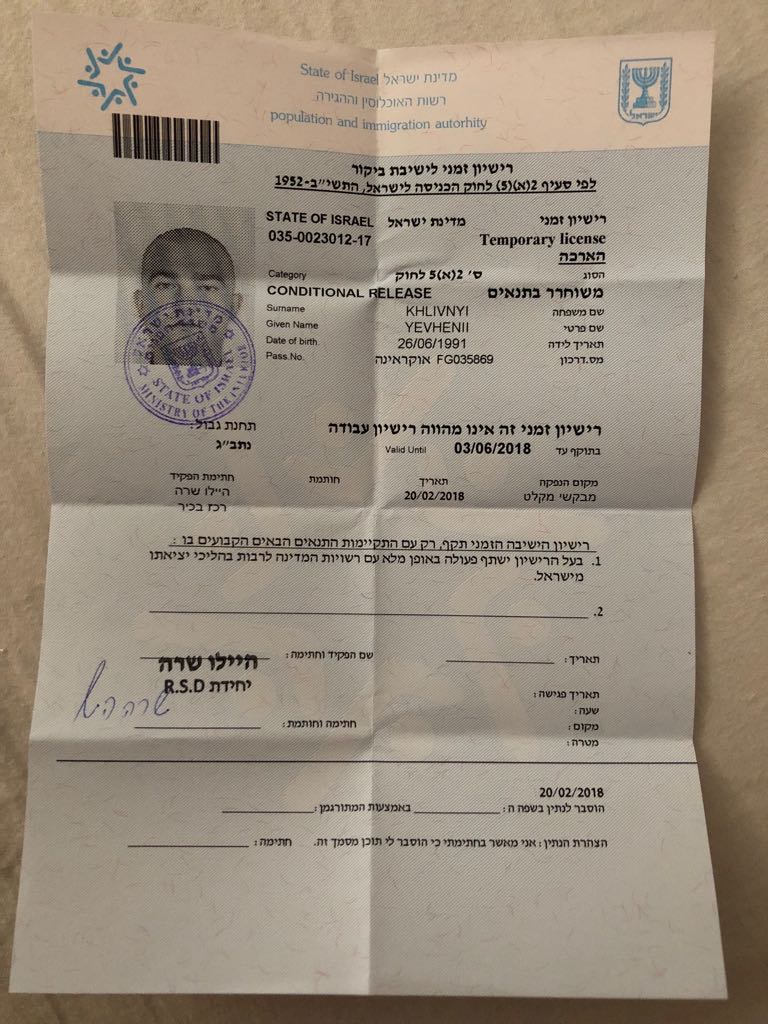 State of Israel מדינת ישראל
רשות האוכלוסין וההגירה
population and immigration autorhity
ישראל
רישיון זמני לישיבת ביקור
לפי סעיף 2(א)(5) לחוק הכניסה לישראל, התשי"ב-1952
STATE OF ISRAEL מדינת ישראל רישיון זמני
035-0023012-17 Temporary license
הארכה
Category ס' 2(א)5 לחוק הסוג
CONDITIONAL RELEASE משוחרר בתנאים
Surname KHLIVNYI שם משפחה
Given Name YEVHENII שם פרטי
Date of birth 26/06/1991 תאריך לידה
Pass.No. אוקראינה FG035869 מס.דרכון
מדינת ישראל
STATE OF ISRAEL
MINISTRY OF THE INTERIOR
רישיון זמני זה אינו מהווה רישיון עבודה תחנת גבול:
בתוקף עד 03/06/2018 Valid Until נתב"ג
מקום הנפקה תאריך חותמת חתימת הפקיד
מבקשי מקלט 20/02/2018 היילו שרה
רכז בכיר
רישיון הישיבה הזמני תקף, רק עם התקיימות התנאים הבאים הקבועים בו :
1. בעל הרישיון ישתף פעולה באופן מלא עם רשויות המדינה לרבות בהליכי יציאתו
מישראל.
2.
תאריך : שם הפקיד וחתימה : היילו שרה
יחידת R.S.D
תאריך פגישה :
שעה :
מקום : חתימה וחותמת :
מטרה :
20/02/2018
הוסבר לנתין בשפה ה : באמצעות המתורגמן :
הצהרת הנתין : אני מאשר בחתימתי כי הוסבר לי תוכן מסמך זה. חתימה :